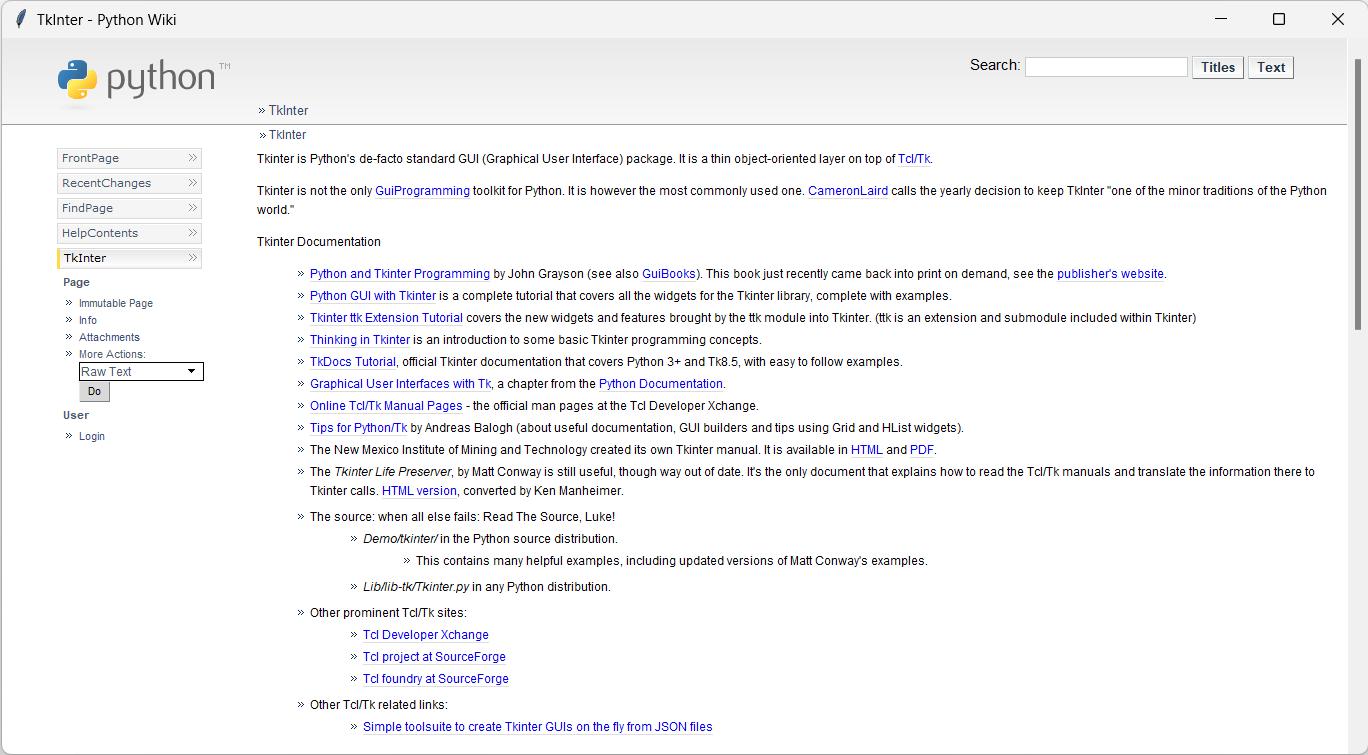 TkInter - Python Wiki
python™
Search: Titles Text
» TkInter
» TkInter
FrontPage »
RecentChanges »
FindPage »
HelpContents »
TkInter »
Page
» Immutable Page
» Info
» Attachments
» More Actions:
Raw Text
Do
User
» Login
Tkinter is Python's de-facto standard GUI (Graphical User Interface) package. It is a thin object-oriented layer on top of Tcl/Tk.
Tkinter is not the only GuiProgramming toolkit for Python. It is however the most commonly used one. CameronLaird calls the yearly decision to keep TkInter "one of the minor traditions of the Python
world."
Tkinter Documentation
» Python and Tkinter Programming by John Grayson (see also GuiBooks). This book just recently came back into print on demand, see the publisher's website.
» Python GUI with Tkinter is a complete tutorial that covers all the widgets for the Tkinter library, complete with examples.
» Tkinter ttk Extension Tutorial covers the new widgets and features brought by the ttk module into Tkinter. (ttk is an extension and submodule included within Tkinter)
» Thinking in Tkinter is an introduction to some basic Tkinter programming concepts.
» TkDocs Tutorial, official Tkinter documentation that covers Python 3+ and Tk8.5, with easy to follow examples.
» Graphical User Interfaces with Tk, a chapter from the Python Documentation.
» Online Tcl/Tk Manual Pages - the official man pages at the Tcl Developer Xchange.
» Tips for Python/Tk by Andreas Balogh (about useful documentation, GUI builders and tips using Grid and HList widgets).
» The New Mexico Institute of Mining and Technology created its own Tkinter manual. It is available in HTML and PDF.
» The Tkinter Life Preserver, by Matt Conway is still useful, though way out of date. It's the only document that explains how to read the Tcl/Tk manuals and translate the information there to
Tkinter calls. HTML version, converted by Ken Manheimer.
» The source: when all else fails: Read The Source, Luke!
» Demo/tkinter/ in the Python source distribution.
» This contains many helpful examples, including updated versions of Matt Conway's examples.
» Lib/lib-tk/Tkinter.py in any Python distribution.
» Other prominent Tcl/Tk sites:
» Tcl Developer Xchange
» Tcl project at SourceForge
» Tcl foundry at SourceForge
» Other Tcl/Tk related links:
» Simple toolsuite to create Tkinter GUIs on the fly from JSON files